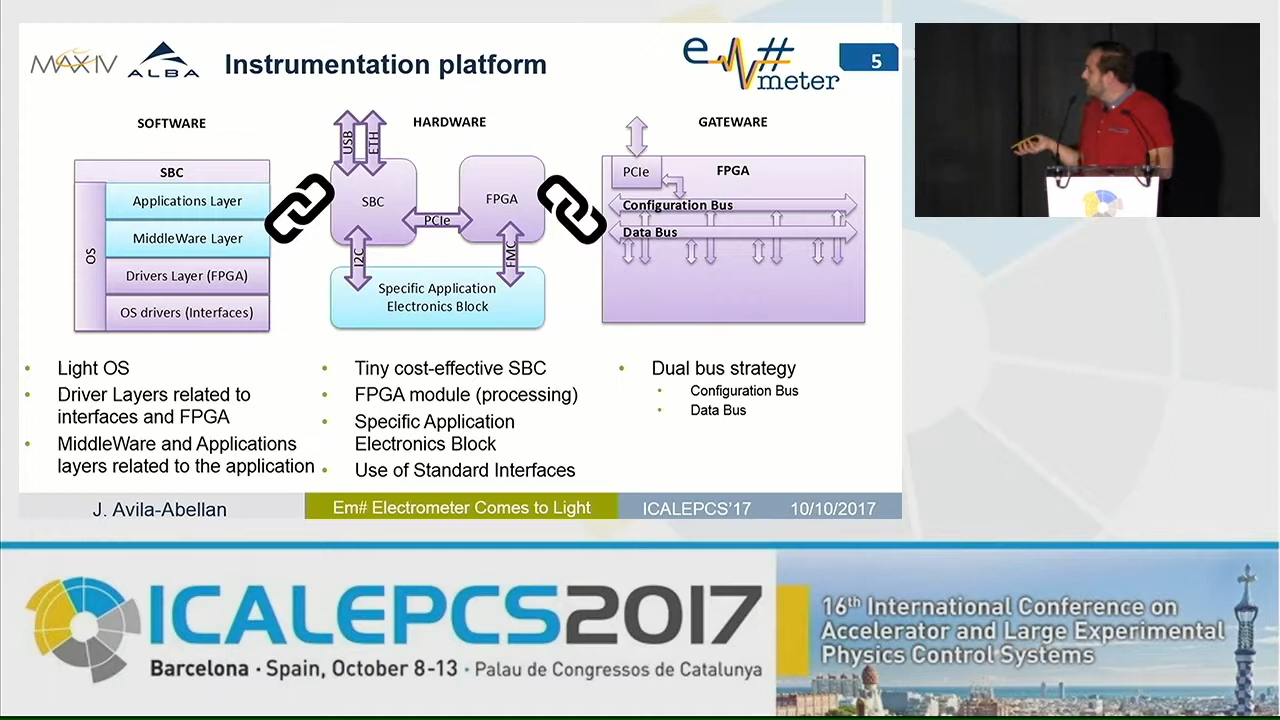 MAXIV
ALBA
Instrumentation platform
em#meter
5
SOFTWARE
HARDWARE
GATEWARE
SBC
OS
Applications Layer
MiddleWare Layer
Drivers Layer (FPGA)
OS drivers (Interfaces)
USB
ETH
SBC
PCIe
FPGA
I2C
FMC
Specific Application
Electronics Block
PCIe
FPGA
Configuration Bus
Data Bus
• Light OS
• Driver Layers related to
interfaces and FPGA
• MiddleWare and Applications
layers related to the application
• Tiny cost-effective SBC
• FPGA module (processing)
• Specific Application
Electronics Block
• Use of Standard Interfaces
• Dual bus strategy
• Configuration Bus
• Data Bus
J. Avila-Abellan
Em# Electrometer Comes to Light
ICALEPCS'17
10/10/2017
ICALEPCS2017
Barcelona · Spain, October 8-13 · Palau de Congressos de Catalunya
16th International Conference on
Accelerator and Large Experimental
Physics Control Systems